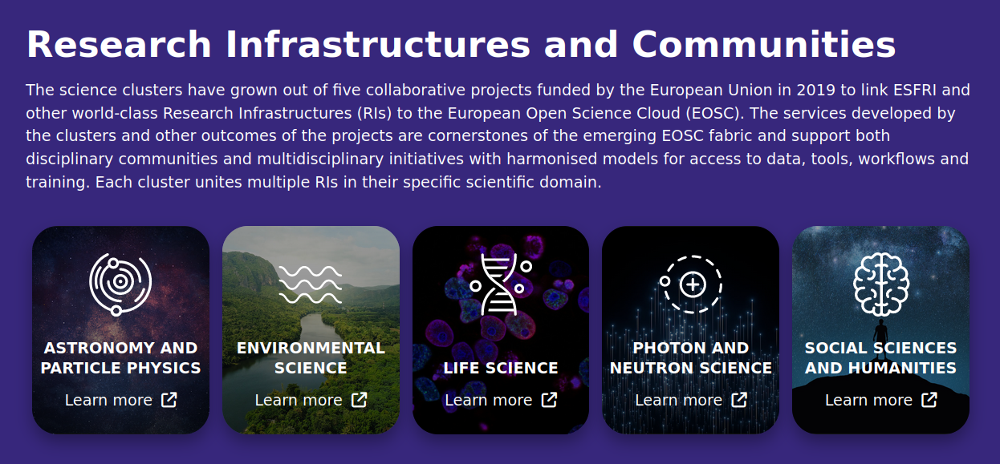 Research Infrastructures and Communities
The science clusters have grown out of five collaborative projects funded by the European Union in 2019 to link ESFRI and
other world-class Research Infrastructures (RIs) to the European Open Science Cloud (EOSC). The services developed by
the clusters and other outcomes of the projects are cornerstones of the emerging EOSC fabric and support both
disciplinary communities and multidisciplinary initiatives with harmonised models for access to data, tools, workflows and
training. Each cluster unites multiple RIs in their specific scientific domain.
ASTRONOMY AND
PARTICLE PHYSICS
Learn more
ENVIRONMENTAL
SCIENCE
Learn more
LIFE SCIENCE
Learn more
PHOTON AND
NEUTRON SCIENCE
Learn more
SOCIAL SCIENCES
AND HUMANITIES
Learn more